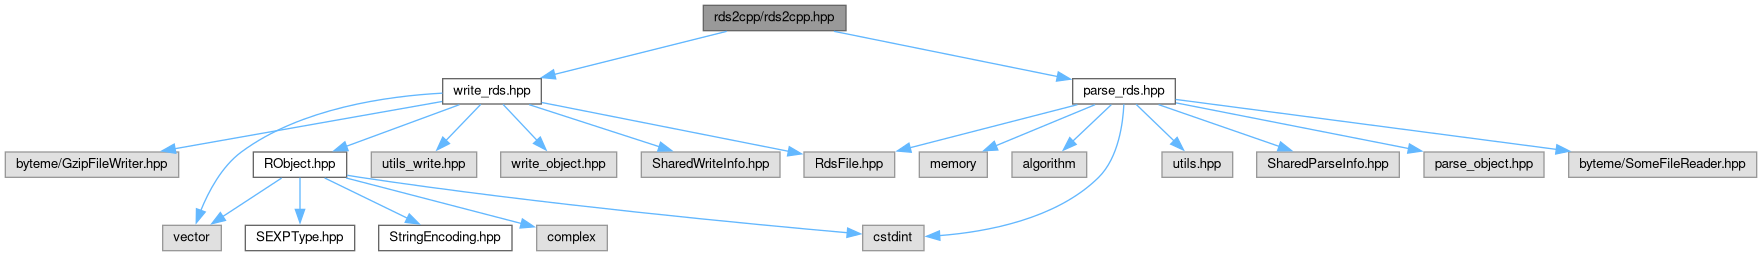 rds2cpp/rds2cpp.hpp
write_rds.hpp
parse_rds.hpp
byteme/GzipFileWriter.hpp
RObject.hpp
utils_write.hpp
write_object.hpp
SharedWriteInfo.hpp
RdsFile.hpp
memory
algorithm
utils.hpp
SharedParseInfo.hpp
parse_object.hpp
byteme/SomeFileReader.hpp
vector
SEXPType.hpp
StringEncoding.hpp
complex
cstdint